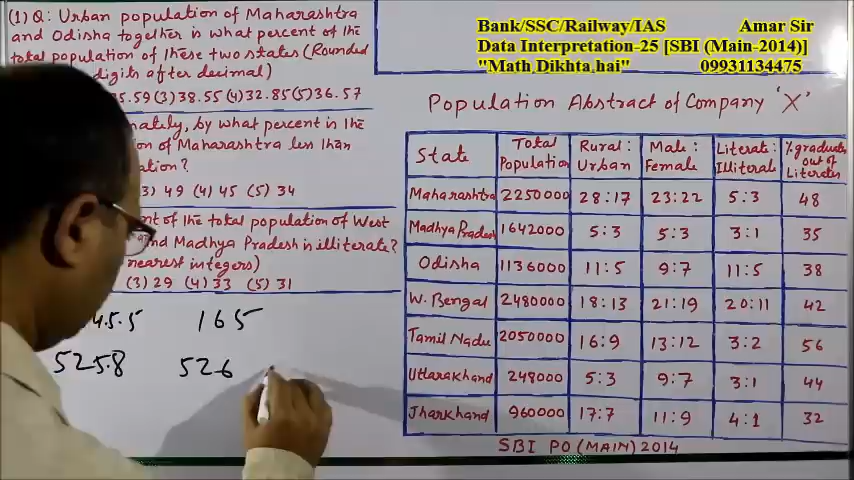 (1) Q: Urban population of Maharashtra
and Odisha together is what percent of the
total population of these two states (Rounded
digits after decimal)
35.59 (3) 38.55 (4) 32.85 (5) 36.57
by what percent is the
of Maharashtra less than
(3) 49 (4) 45 (5) 34
of the total population of West
Madhya Pradesh is illiterate?
nearest integers)
(3) 29 (4) 33 (5) 31
165
525.8 526
Bank/SSC/Railway/IAS Amar Sir
Data Interpretation-25 [SBI (Main-2014)]
"Math Dikhta hai" 09931134475
Population Abstract of Company 'X'
State Total Population Rural : Urban Male : Female Literate : Illiterate % graduate out of Literates
Maharashtra 2250000 28:17 23:22 5:3 48
Madhya Pradesh 1642000 5:3 5:3 3:1 35
Odisha 1136000 11:5 9:7 11:5 38
W. Bengal 2480000 18:13 21:19 20:11 42
Tamil Nadu 2050000 16:9 13:12 3:2 56
Uttarakhand 248000 5:3 9:7 3:1 44
Jharkhand 960000 17:7 11:9 4:1 32
SBI PO (MAIN) 2014